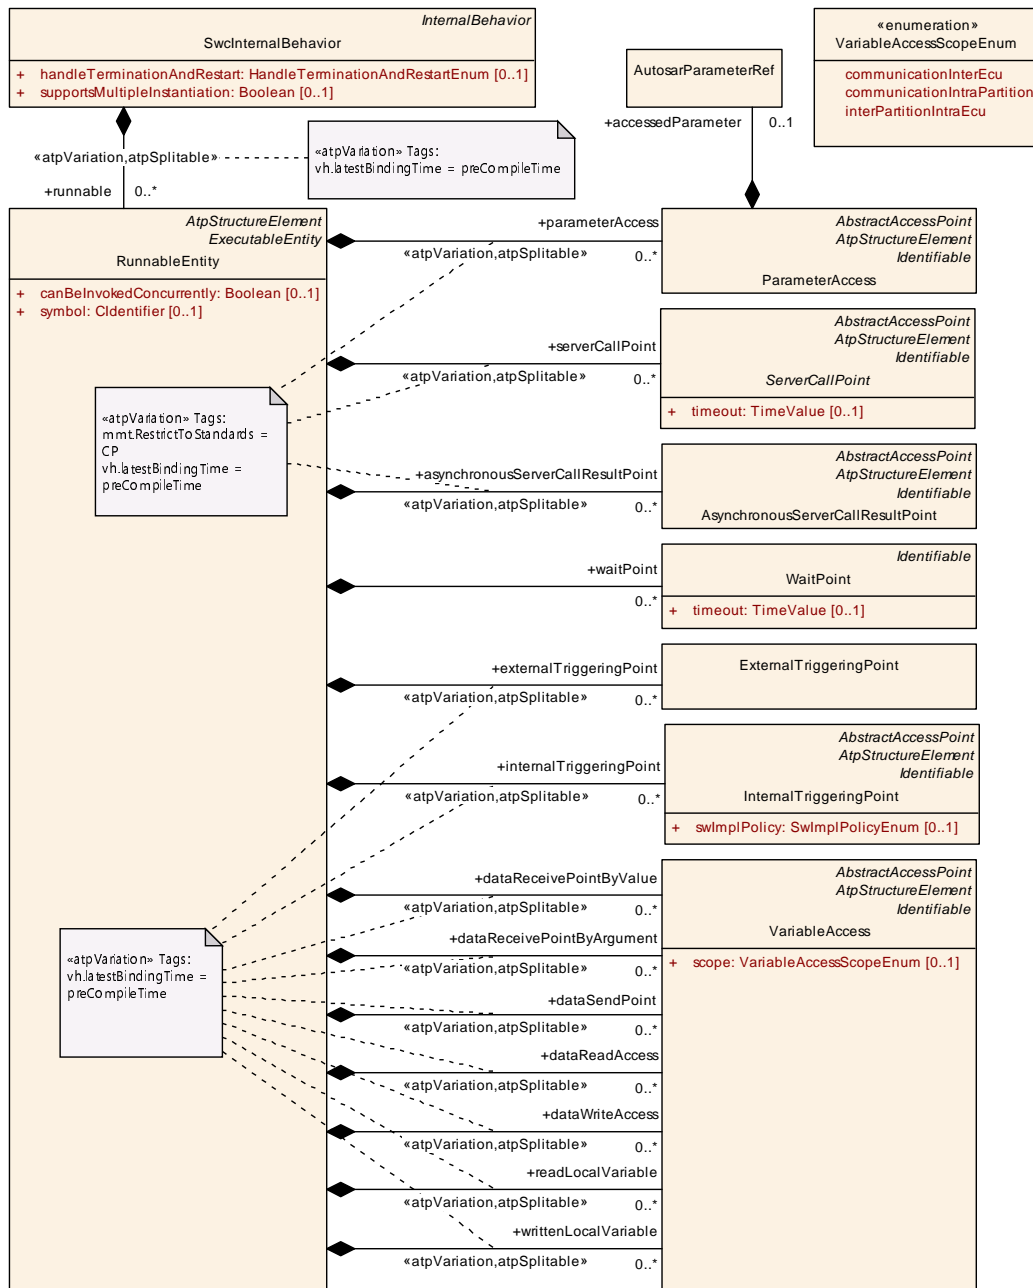 InternalBehavior
SwcInternalBehavior
+ handleTerminationAndRestart: HandleTerminationAndRestartEnum [0..1]
+ supportsMultipleInstantiation: Boolean [0..1]
AutosarParameterRef
«enumeration»
VariableAccessScopeEnum
communicationInterEcu
communicationIntraPartition
interPartitionIntraEcu
+accessedParameter 0..1
«atpVariation,atpSplitable»
«atpVariation» Tags:
vh.latestBindingTime = preCompileTime
+runnable 0..*
AtpStructureElement
ExecutableEntity
RunnableEntity
+ canBeInvokedConcurrently: Boolean [0..1]
+ symbol: CIdentifier [0..1]
+parameterAccess
«atpVariation,atpSplitable» 0..*
AbstractAccessPoint
AtpStructureElement
Identifiable
ParameterAccess
+serverCallPoint
«atpVariation,atpSplitable» 0..*
AbstractAccessPoint
AtpStructureElement
Identifiable
ServerCallPoint
+ timeout: TimeValue [0..1]
«atpVariation» Tags:
mmt.RestrictToStandards =
CP
vh.latestBindingTime =
preCompileTime
+asynchronousServerCallResultPoint
«atpVariation,atpSplitable» 0..*
AbstractAccessPoint
AtpStructureElement
Identifiable
AsynchronousServerCallResultPoint
+waitPoint
0..*
Identifiable
WaitPoint
+ timeout: TimeValue [0..1]
+externalTriggeringPoint
«atpVariation,atpSplitable» 0..*
ExternalTriggeringPoint
+internalTriggeringPoint
«atpVariation,atpSplitable» 0..*
AbstractAccessPoint
AtpStructureElement
Identifiable
InternalTriggeringPoint
+ swImplPolicy: SwImplPolicyEnum [0..1]
+dataReceivePointByValue
«atpVariation,atpSplitable» 0..*
AbstractAccessPoint
AtpStructureElement
Identifiable
VariableAccess
+ scope: VariableAccessScopeEnum [0..1]
«atpVariation» Tags:
vh.latestBindingTime =
preCompileTime
+dataReceivePointByArgument
«atpVariation,atpSplitable» 0..*
+dataSendPoint
«atpVariation,atpSplitable» 0..*
+dataReadAccess
«atpVariation,atpSplitable» 0..*
+dataWriteAccess
«atpVariation,atpSplitable» 0..*
+readLocalVariable
«atpVariation,atpSplitable» 0..*
+writtenLocalVariable
«atpVariation,atpSplitable» 0..*